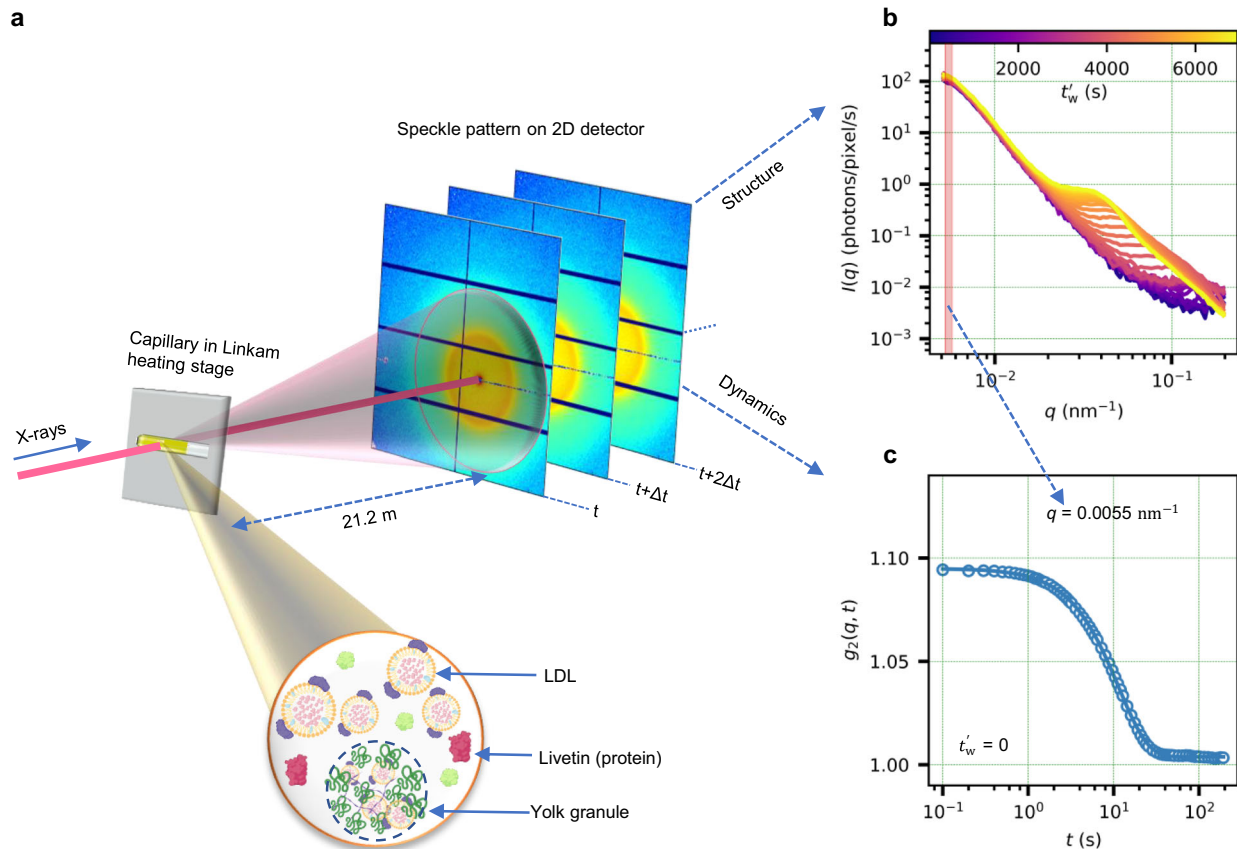 a
Speckle pattern on 2D detector
Structure
Capillary in Linkam
heating stage
X-rays
Dynamics
t
t+Δt
t+2Δt
21.2 m
LDL
Livetin (protein)
Yolk granule
b
2000 4000 6000
t′w (s)
10²
10¹
10⁰
10⁻¹
10⁻²
10⁻³
I(q) (photons/pixel/s)
10⁻² 10⁻¹
q (nm⁻¹)
c
q = 0.0055 nm⁻¹
1.10
1.05
1.00
g₂(q, t)
t′w = 0
10⁻¹ 10⁰ 10¹ 10²
t (s)